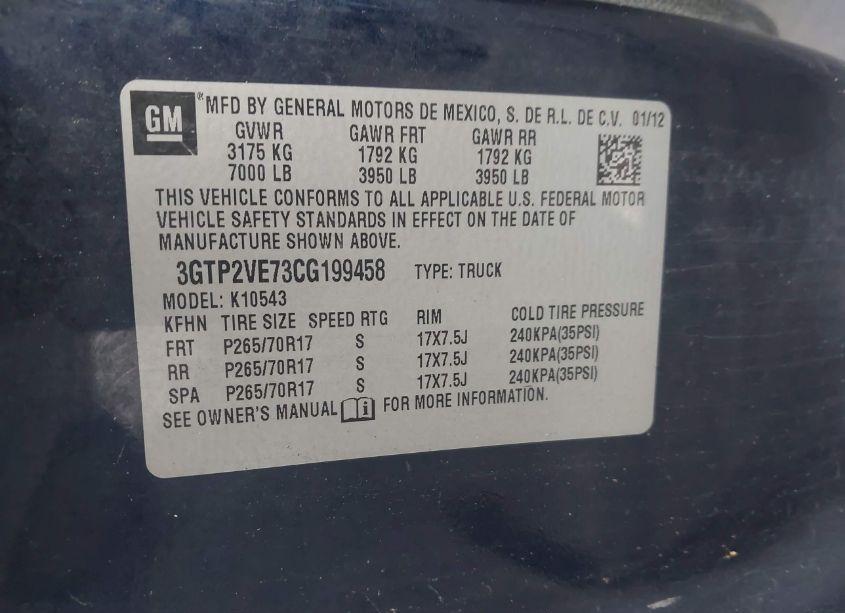 GM ® MFD BY GENERAL MOTORS DE MEXICO, S. DE R.L. DE C.V. 01/12
GVWR GAWR FRT GAWR RR
3175 KG 1792 KG 1792 KG
7000 LB 3950 LB 3950 LB
THIS VEHICLE CONFORMS TO ALL APPLICABLE U.S. FEDERAL MOTOR
VEHICLE SAFETY STANDARDS IN EFFECT ON THE DATE OF
MANUFACTURE SHOWN ABOVE.
3GTP2VE73CG199458 TYPE: TRUCK
MODEL: K10543
KFHN TIRE SIZE SPEED RTG RIM COLD TIRE PRESSURE
FRT P265/70R17 S 17X7.5J 240KPA(35PSI)
RR P265/70R17 S 17X7.5J 240KPA(35PSI)
SPA P265/70R17 S 17X7.5J 240KPA(35PSI)
SEE OWNER'S MANUAL i FOR MORE INFORMATION.